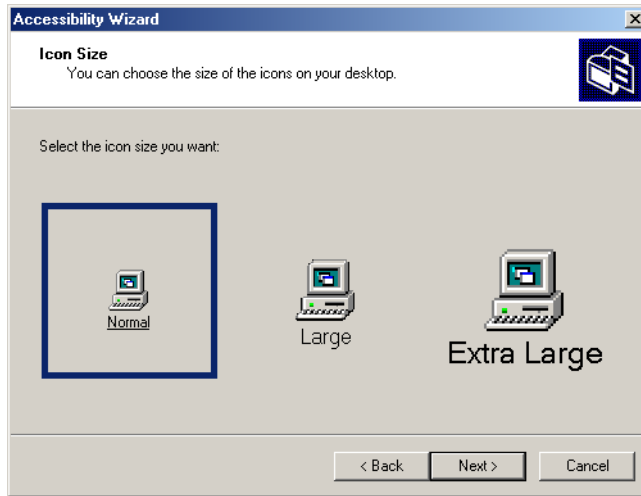 Accessibility Wizard
Icon Size
You can choose the size of the icons on your desktop.
Select the icon size you want:
Normal
Large
Extra Large
< Back
Next >
Cancel